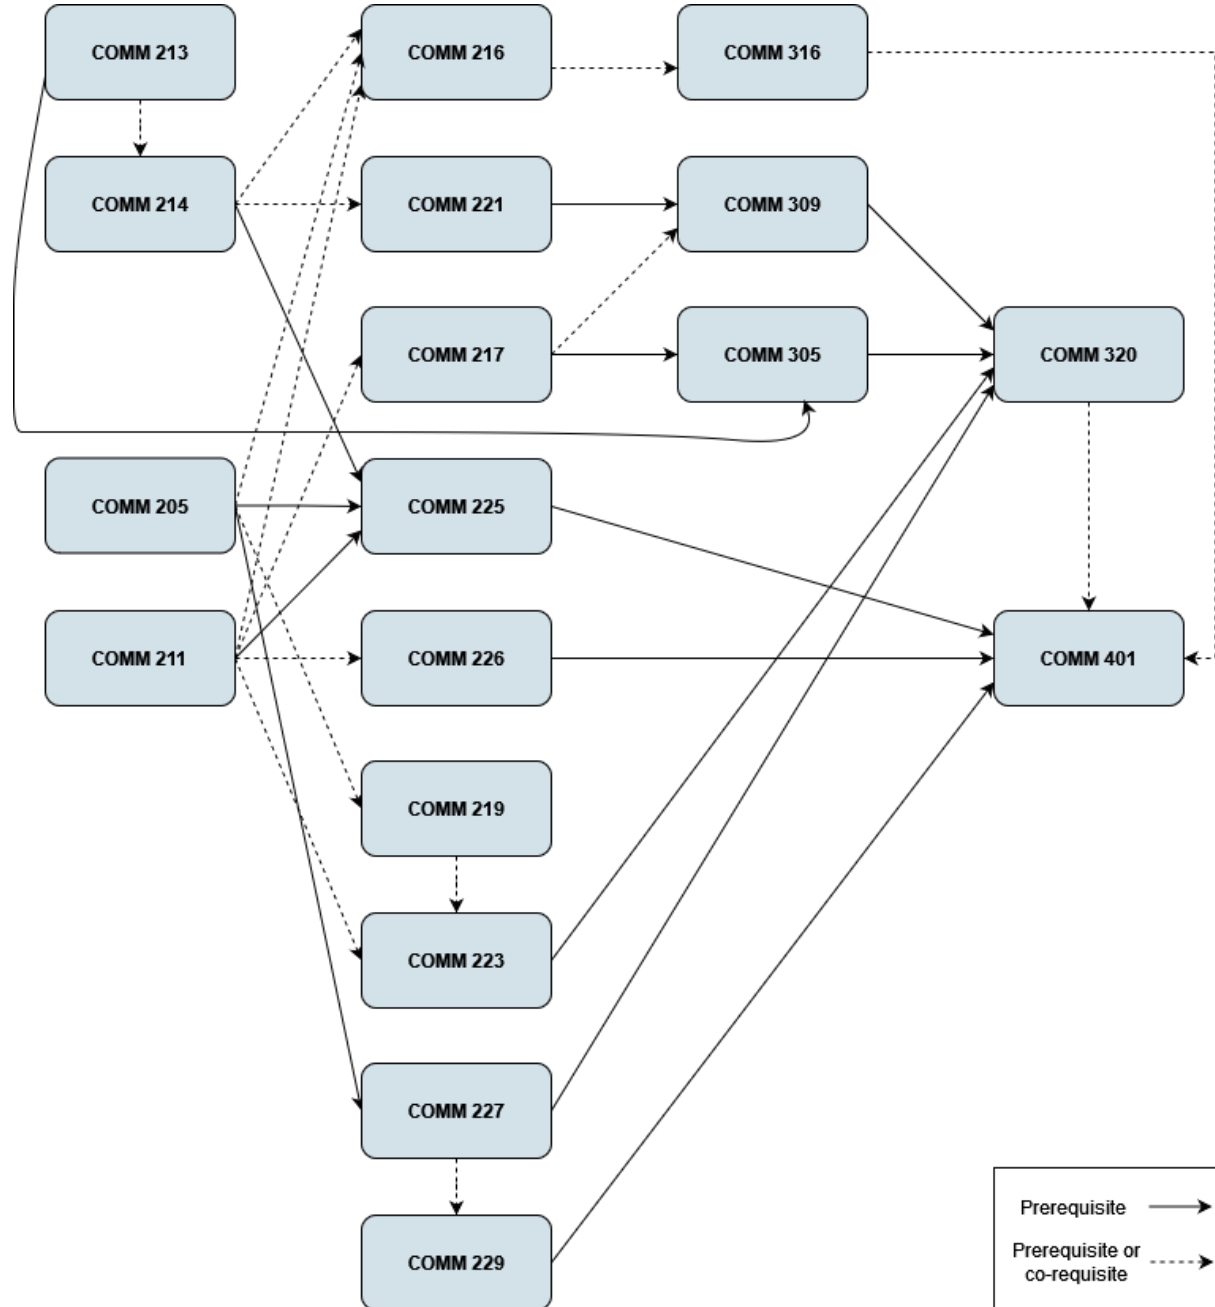 COMM 213
COMM 216
COMM 316
COMM 214
COMM 221
COMM 309
COMM 217
COMM 305
COMM 320
COMM 205
COMM 225
COMM 211
COMM 226
COMM 401
COMM 219
COMM 223
COMM 227
COMM 229
Prerequisite
Prerequisite or
co-requisite